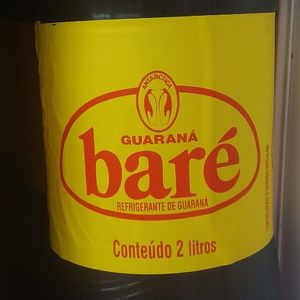 ANTARCTICA
GUARANÁ
baré
REFRIGERANTE DE GUARANÁ
Conteúdo 2 litros